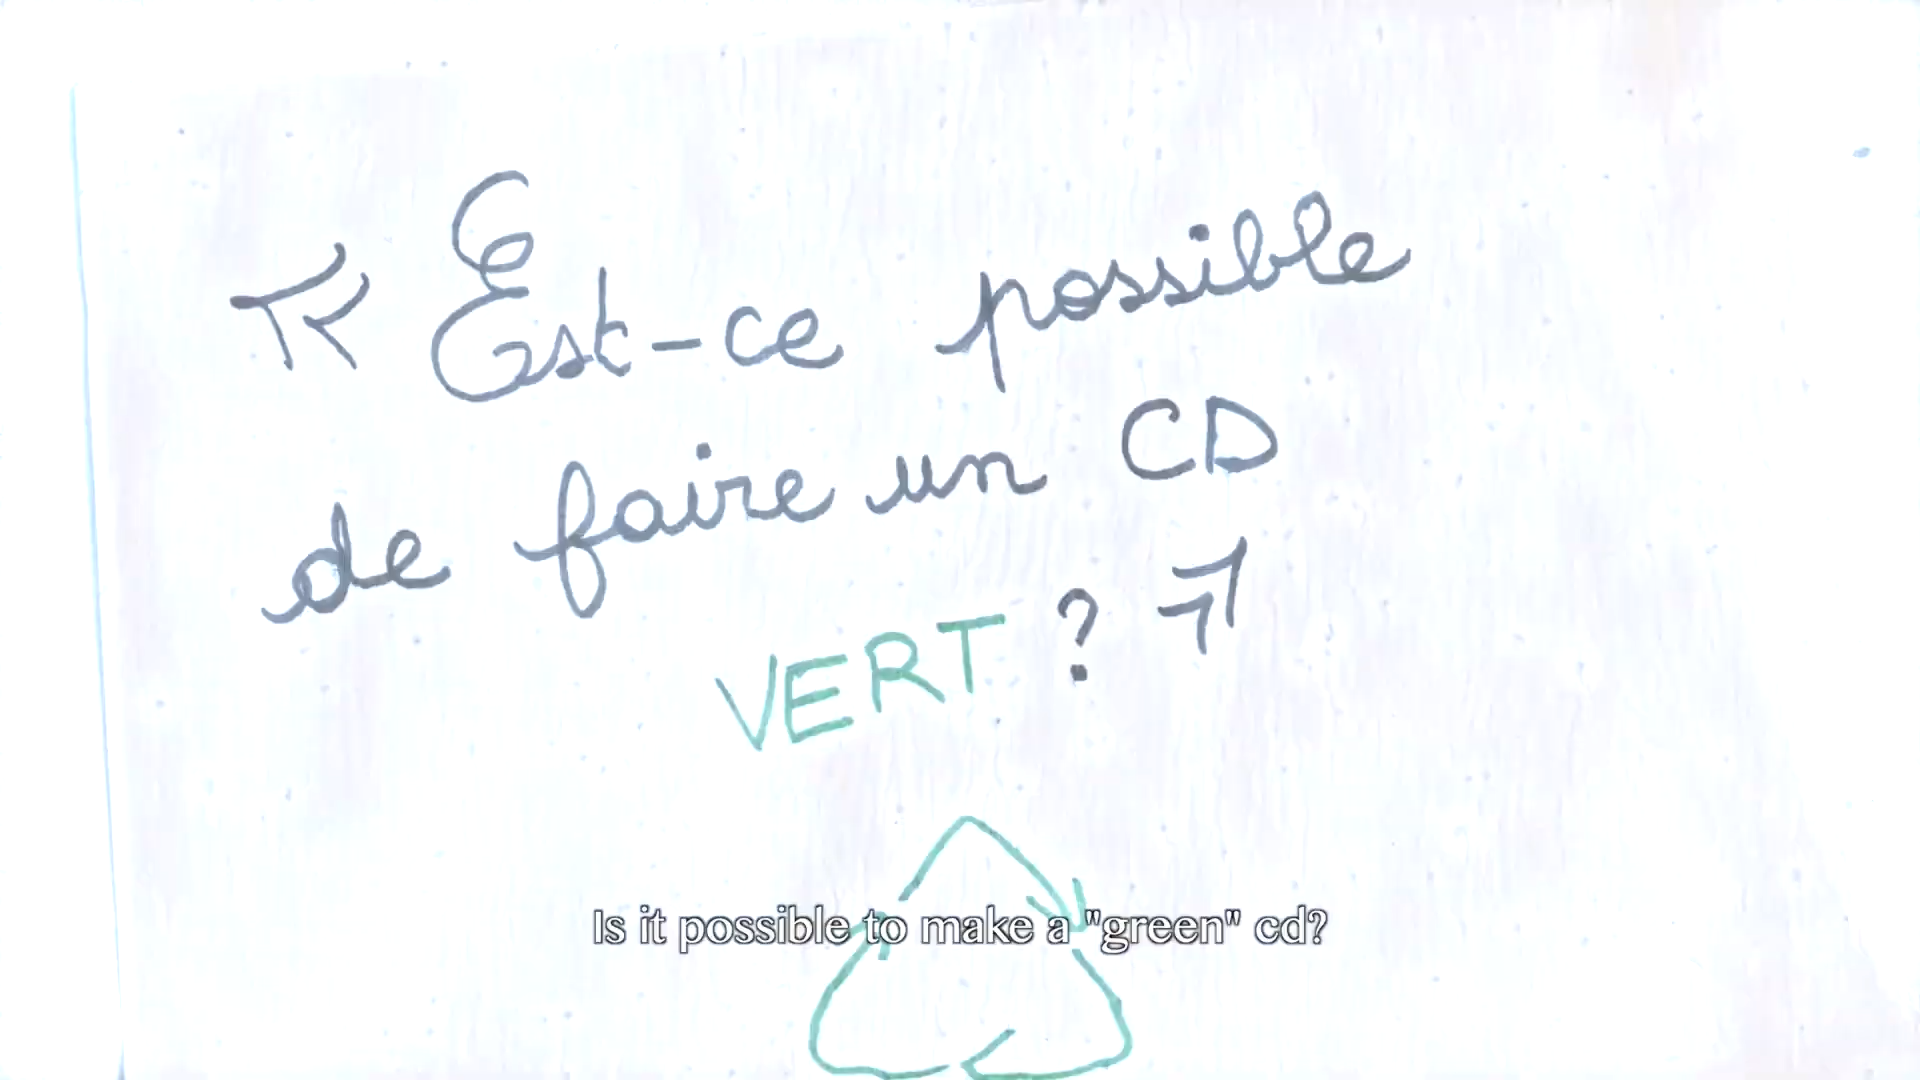 « Est-ce possible
de faire un CD
VERT ? »
Is it possible to make a "green" cd?